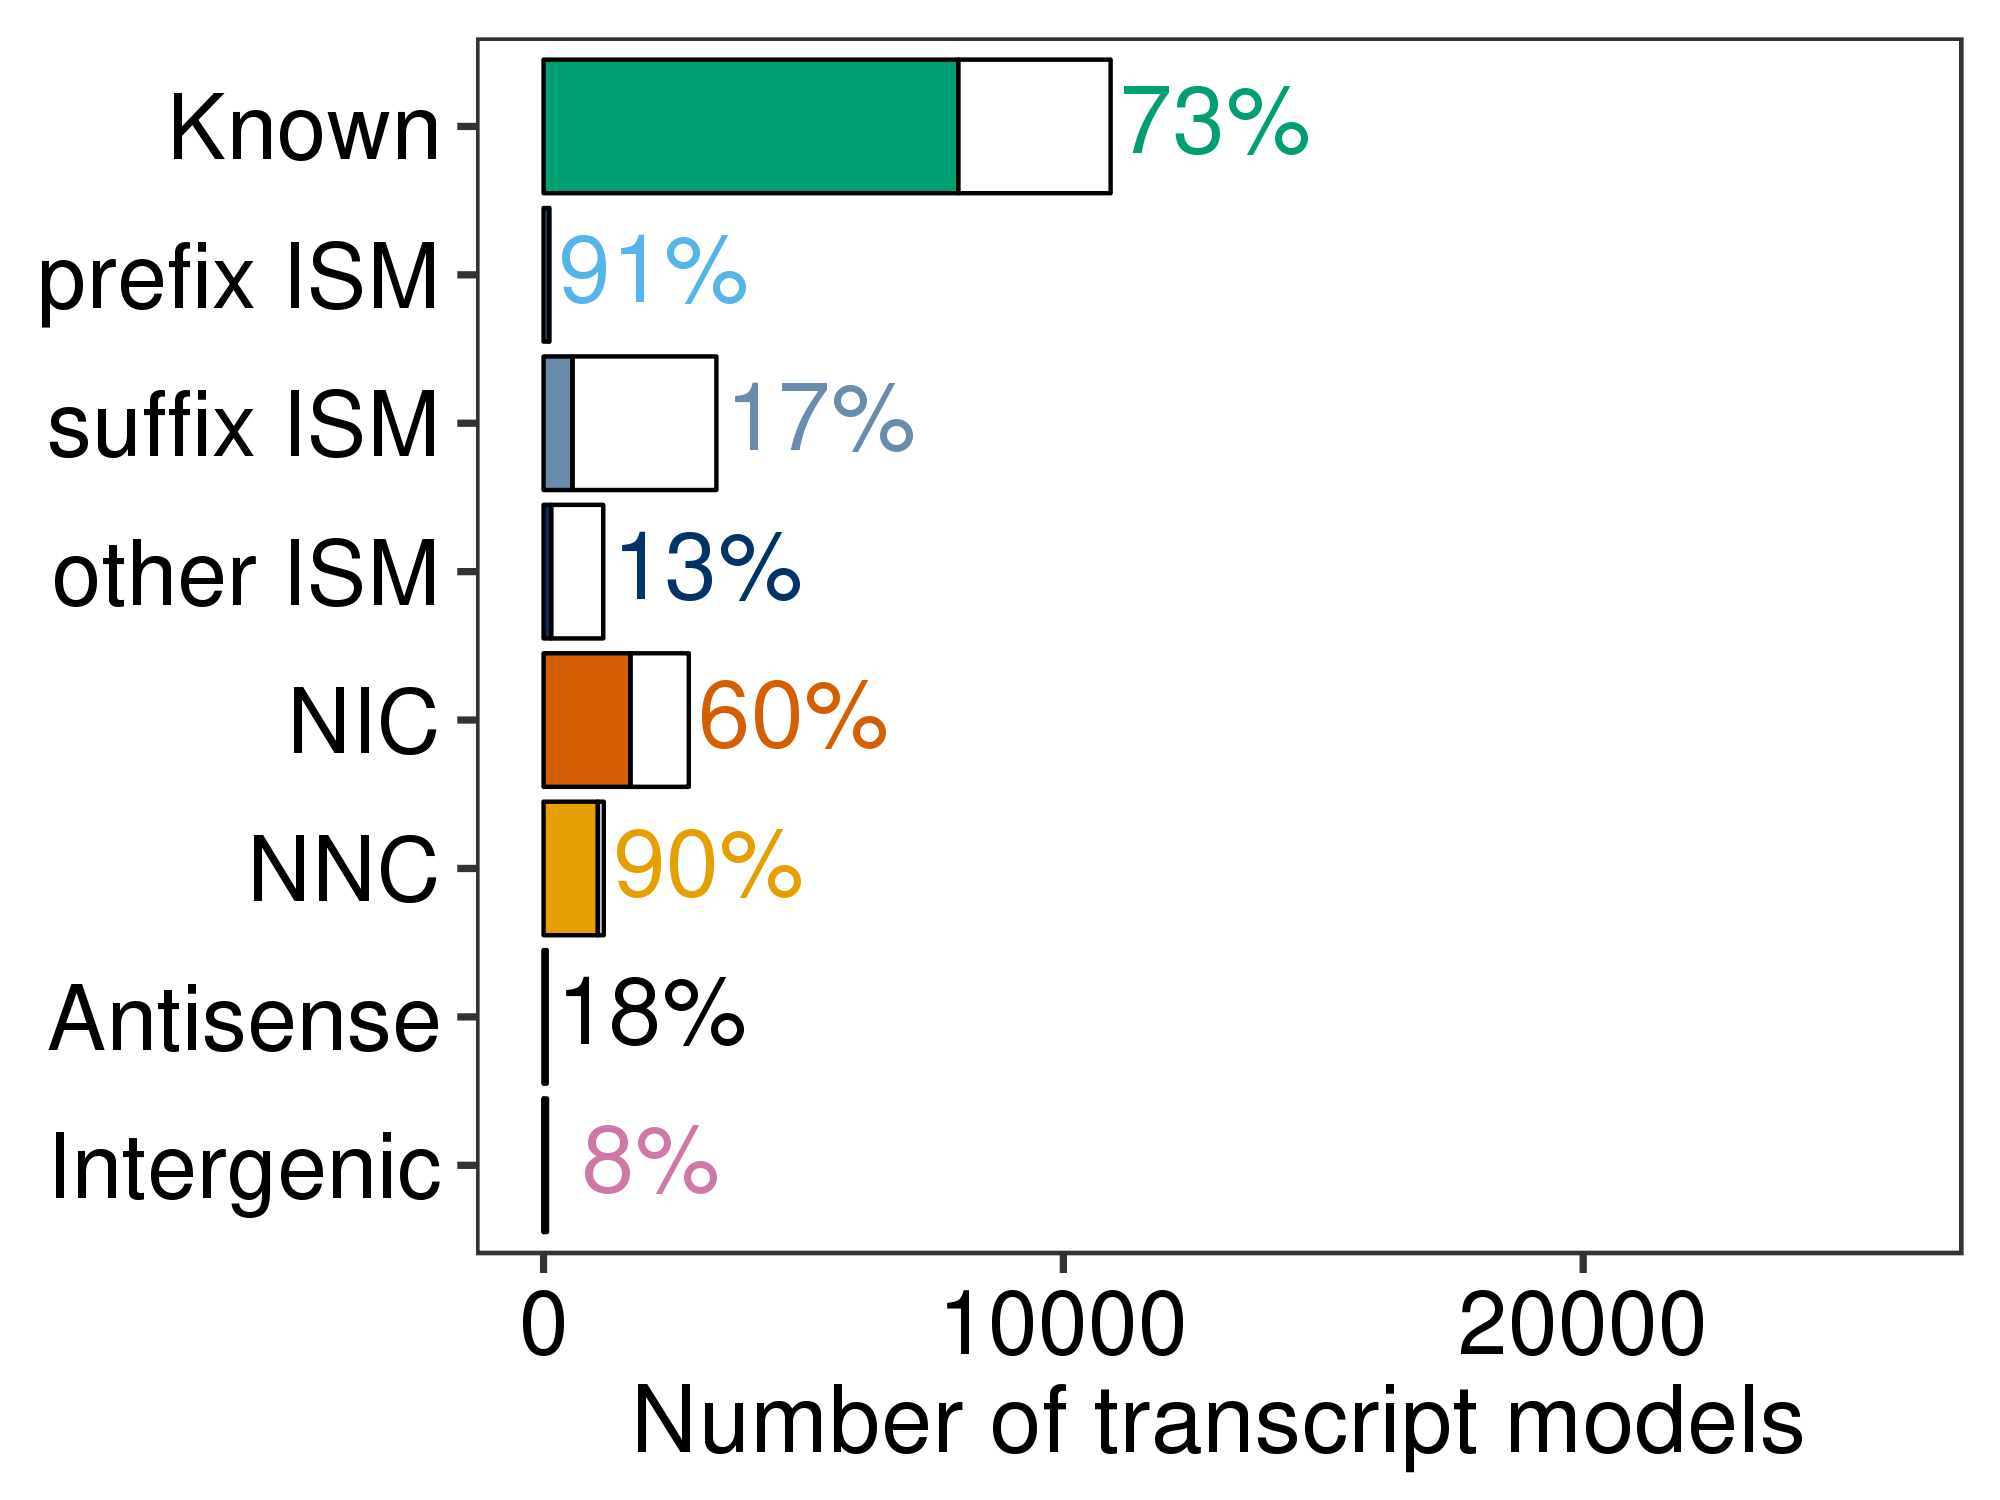 Known 73%
prefix ISM 91%
suffix ISM 17%
other ISM 13%
NIC 60%
NNC 90%
Antisense 18%
Intergenic 8%
0 10000 20000
Number of transcript models